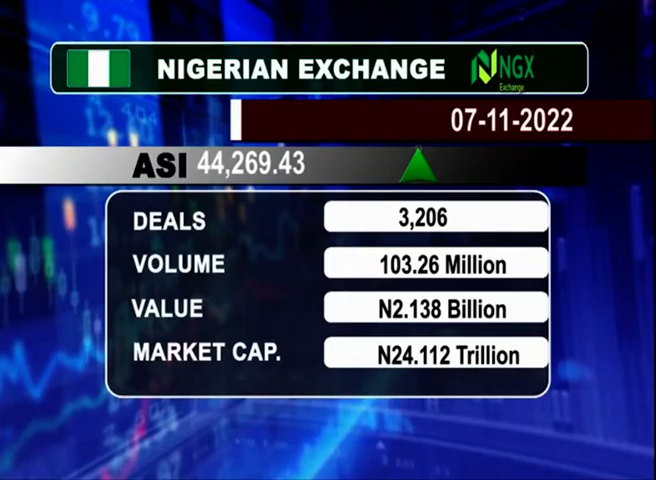 NIGERIAN EXCHANGE
NGX
Exchange
07-11-2022
ASI 44,269.43
DEALS 3,206
VOLUME 103.26 Million
VALUE N2.138 Billion
MARKET CAP. N24.112 Trillion